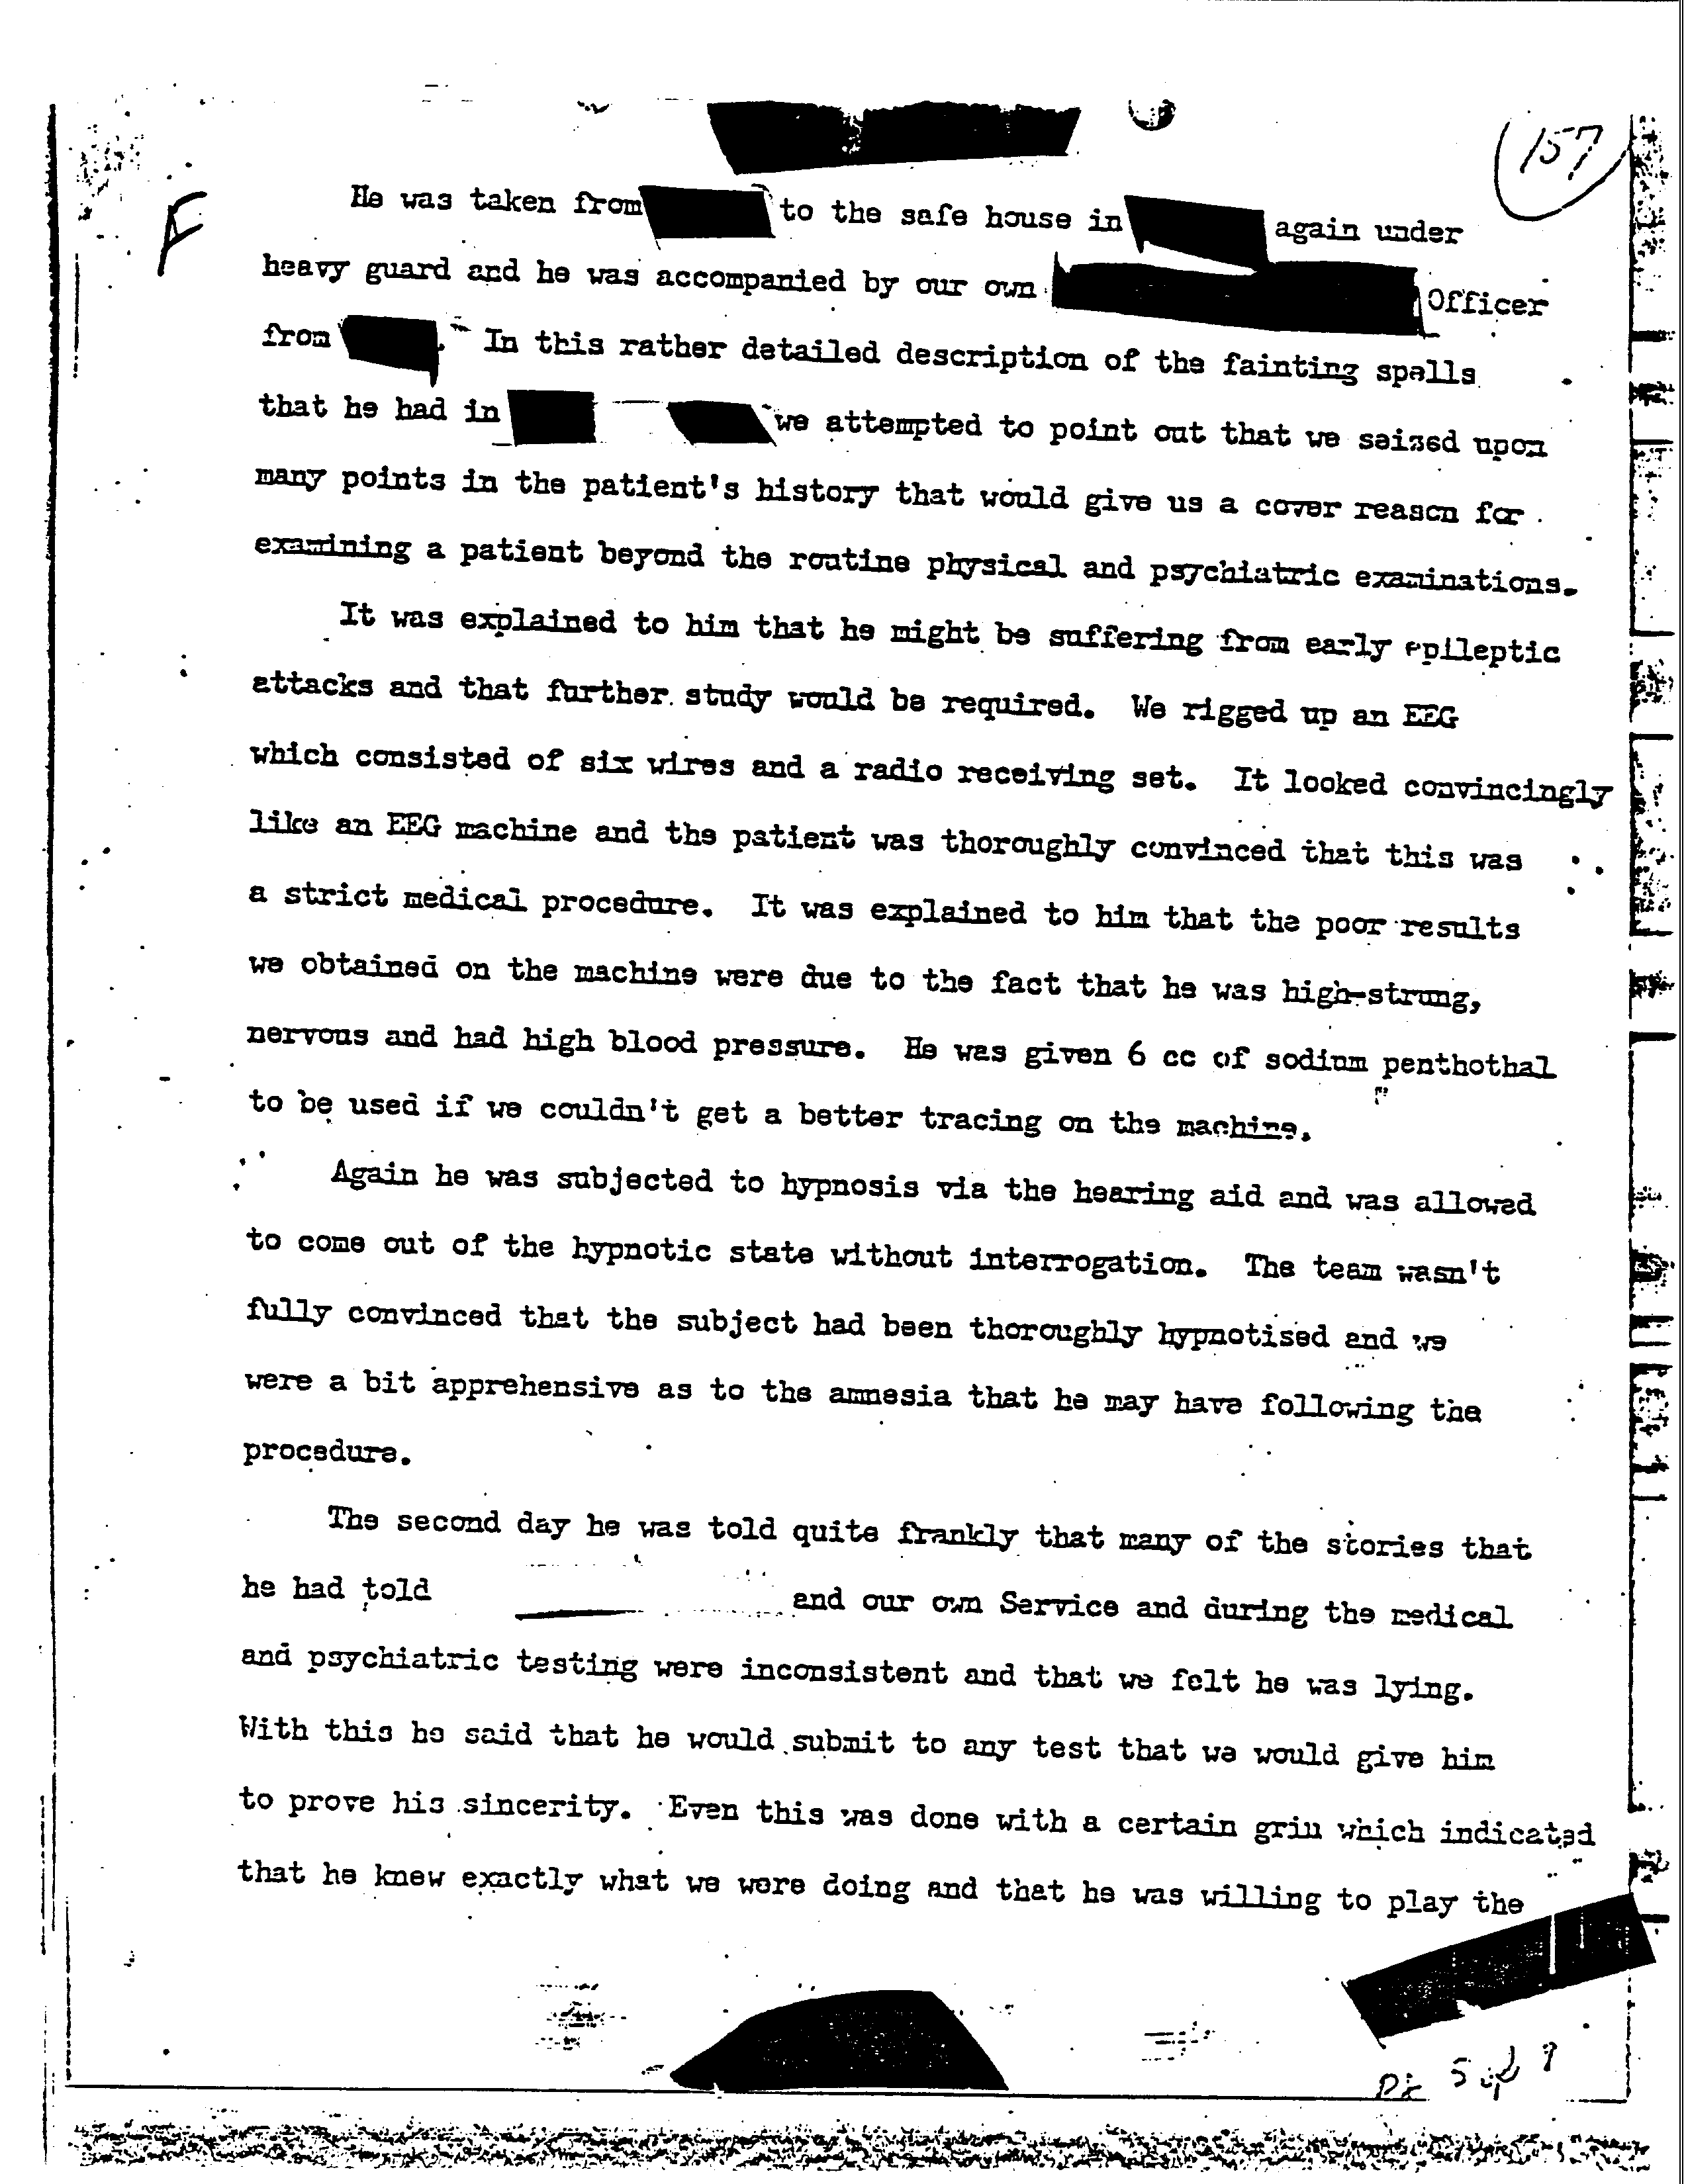 157
F
He was taken from to the safe house in again under
heavy guard and he was accompanied by our own Officer
from . In this rather detailed description of the fainting spells
that he had in we attempted to point out that we seized upon
many points in the patient's history that would give us a cover reason for
examining a patient beyond the routine physical and psychiatric examinations.
It was explained to him that he might be suffering from early epileptic
attacks and that further study would be required. We rigged up an EEG
which consisted of six wires and a radio receiving set. It looked convincingly
like an EEG machine and the patient was thoroughly convinced that this was
a strict medical procedure. It was explained to him that the poor results
we obtained on the machine were due to the fact that he was high-strung,
nervous and had high blood pressure. He was given 6 cc of sodium penthothal
to be used if we couldn't get a better tracing on the machine.
Again he was subjected to hypnosis via the hearing aid and was allowed
to come out of the hypnotic state without interrogation. The team wasn't
fully convinced that the subject had been thoroughly hypnotised and we
were a bit apprehensive as to the amnesia that he may have following the
procedure.
The second day he was told quite frankly that many of the stories that
he had told and our own Service and during the medical
and psychiatric testing were inconsistent and that we felt he was lying.
With this he said that he would submit to any test that we would give him
to prove his sincerity. Even this was done with a certain grin which indicated
that he knew exactly what we were doing and that he was willing to play the